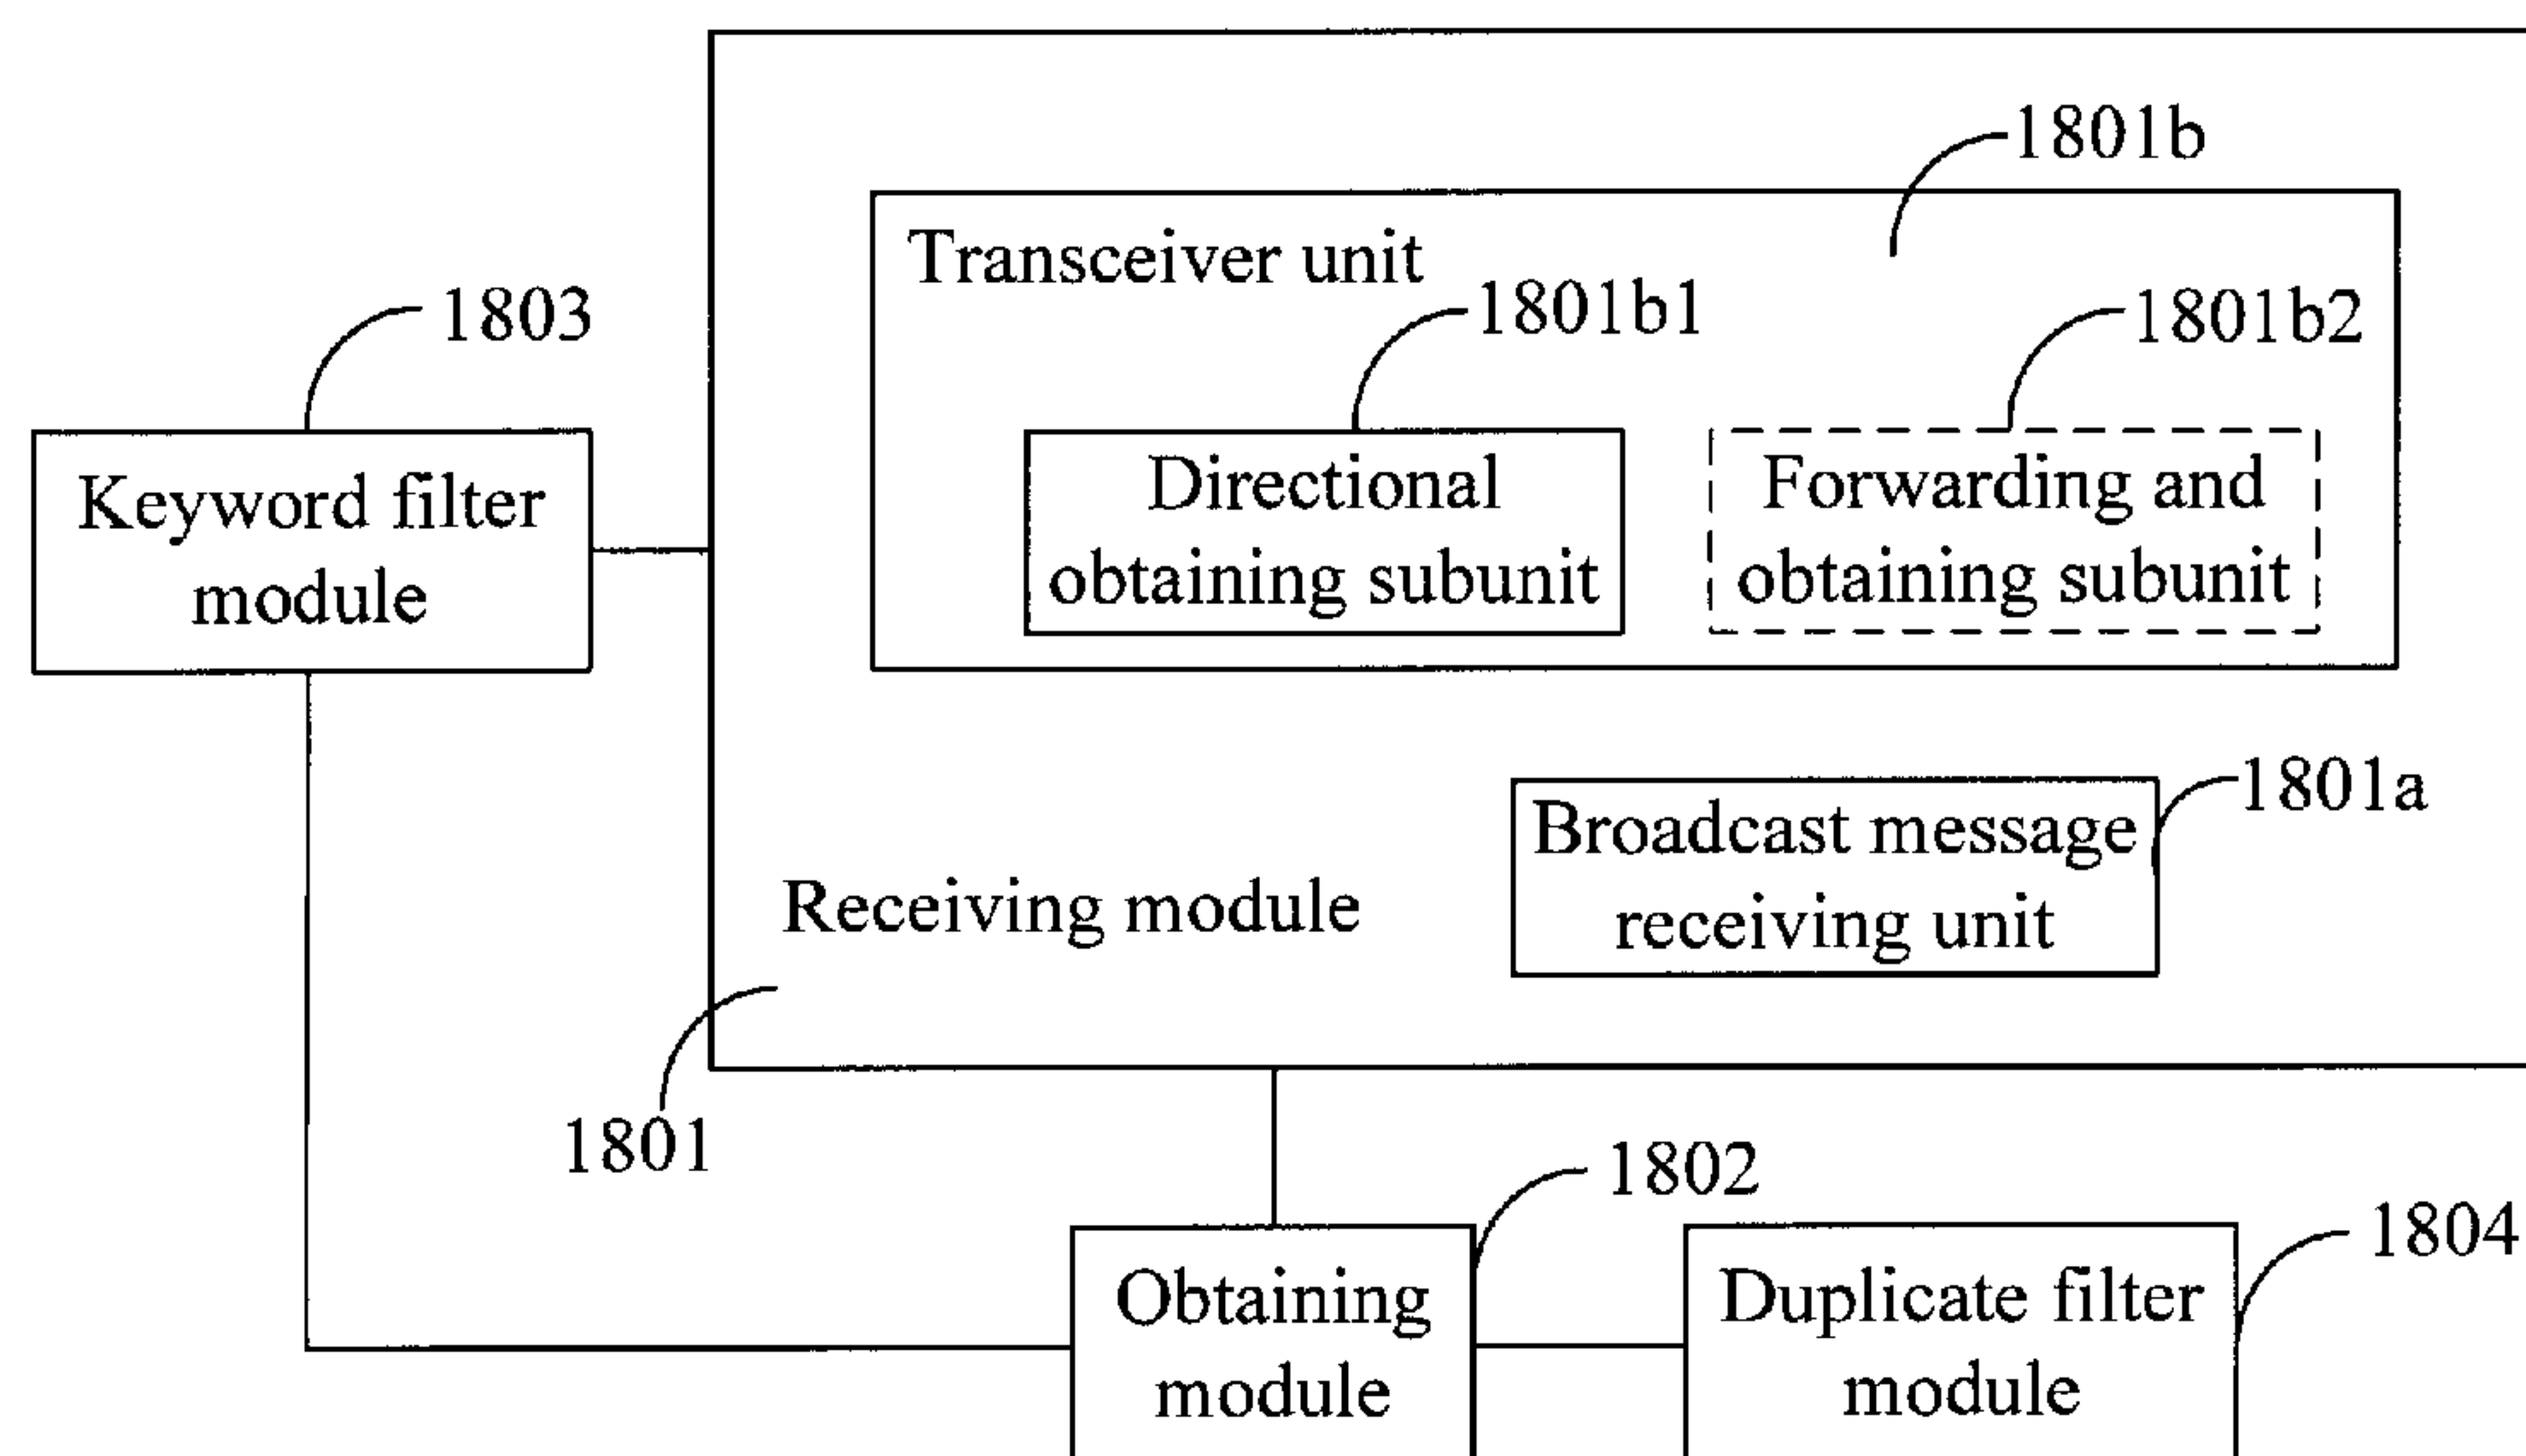 1801b
Transceiver unit
1801b1
1801b2
1803
Keyword filter
module
Directional
obtaining subunit
Forwarding and
obtaining subunit
1801a
Broadcast message
receiving unit
Receiving module
1801
1802
1804
Obtaining
module
Duplicate filter
module